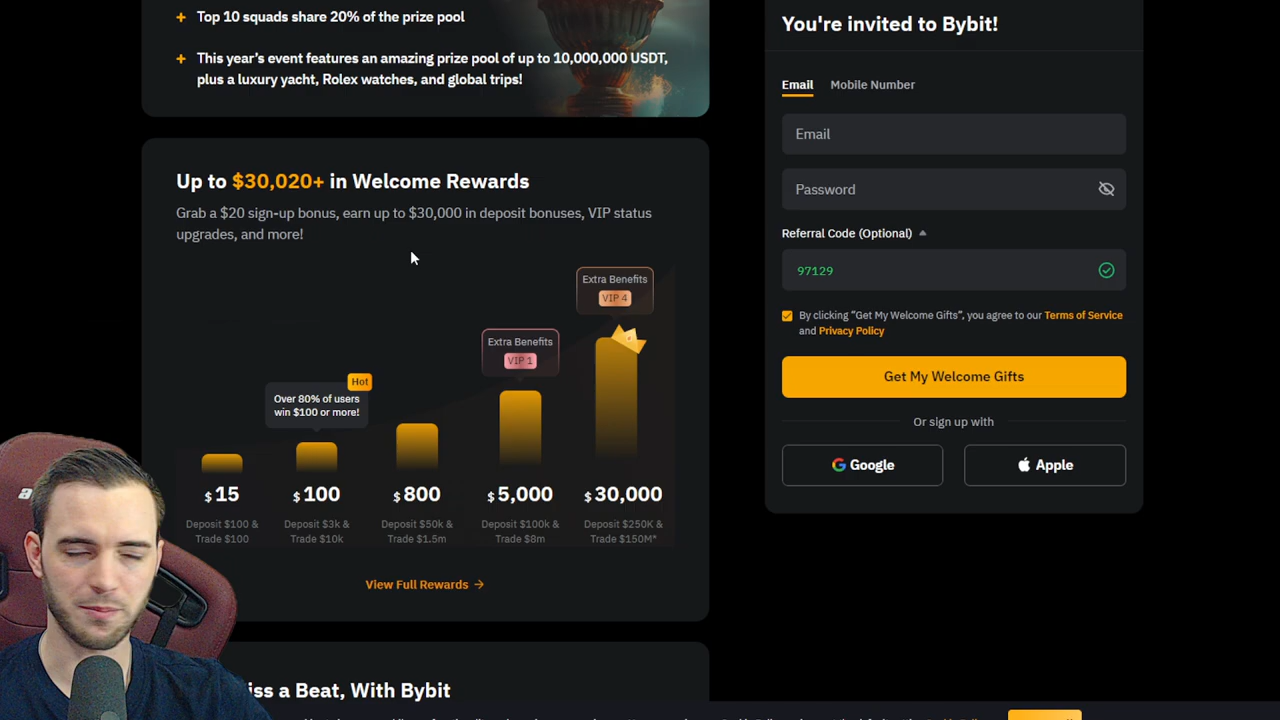 Top 10 squads share 20% of the prize pool
This year's event features an amazing prize pool of up to 10,000,000 USDT,
plus a luxury yacht, Rolex watches, and global trips!
Up to $30,020+ in Welcome Rewards
Grab a $20 sign-up bonus, earn up to $30,000 in deposit bonuses, VIP status
upgrades, and more!
Extra Benefits
VIP 4
Extra Benefits
VIP 1
Hot
Over 80% of users
win $100 or more!
$15 $100 $800 $5,000 $30,000
Deposit $100 & Deposit $3k & Deposit $50k & Deposit $100k & Deposit $250K &
Trade $100 Trade $10k Trade $1.5m Trade $8m Trade $150M*
View Full Rewards →
iss a Beat, With Bybit
You're invited to Bybit!
Email Mobile Number
Email
Password
Referral Code (Optional)
97129
By clicking "Get My Welcome Gifts", you agree to our Terms of Service
and Privacy Policy
Get My Welcome Gifts
Or sign up with
Google Apple